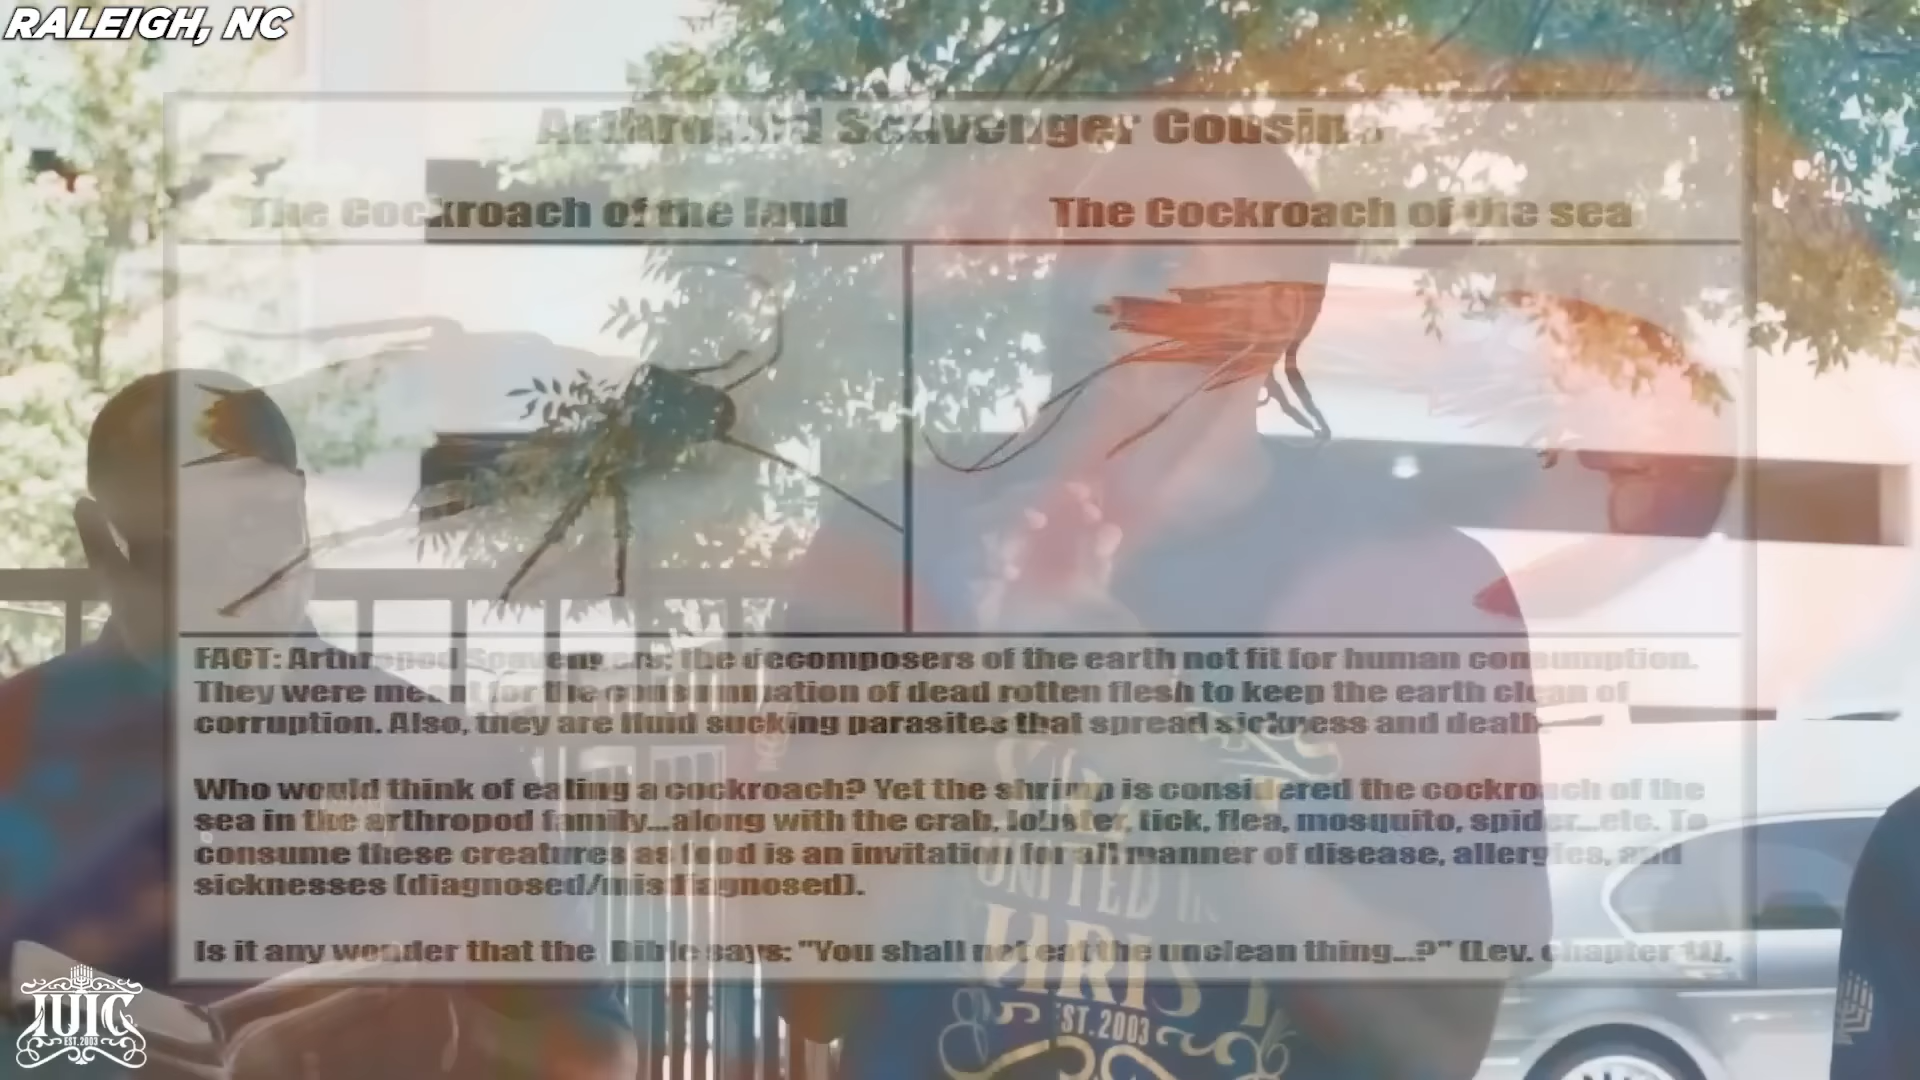 RALEIGH, NC
Arthropod Scavenger Cousins
The Cockroach of the land
The Cockroach of the sea
FACT: Arthropod Scavengers; the decomposers of the earth not fit for human consumption.
They were meant for the consummation of dead rotten flesh to keep the earth clean of
corruption. Also, they are fluid sucking parasites that spread sickness and death.
Who would think of eating a cockroach? Yet the shrimp is considered the cockroach of the
sea in the arthropod family...along with the crab, lobster, tick, flea, mosquito, spider...etc. To
consume these creatures as food is an invitation for all manner of disease, allergies, and
sicknesses (diagnosed/misdiagnosed).
Is it any wonder that the Bible says: "You shall not eat the unclean thing...?" (Lev. chapter 11).
UNITED IN
CHRIST
EST. 2003
IUIC
EST. 2003